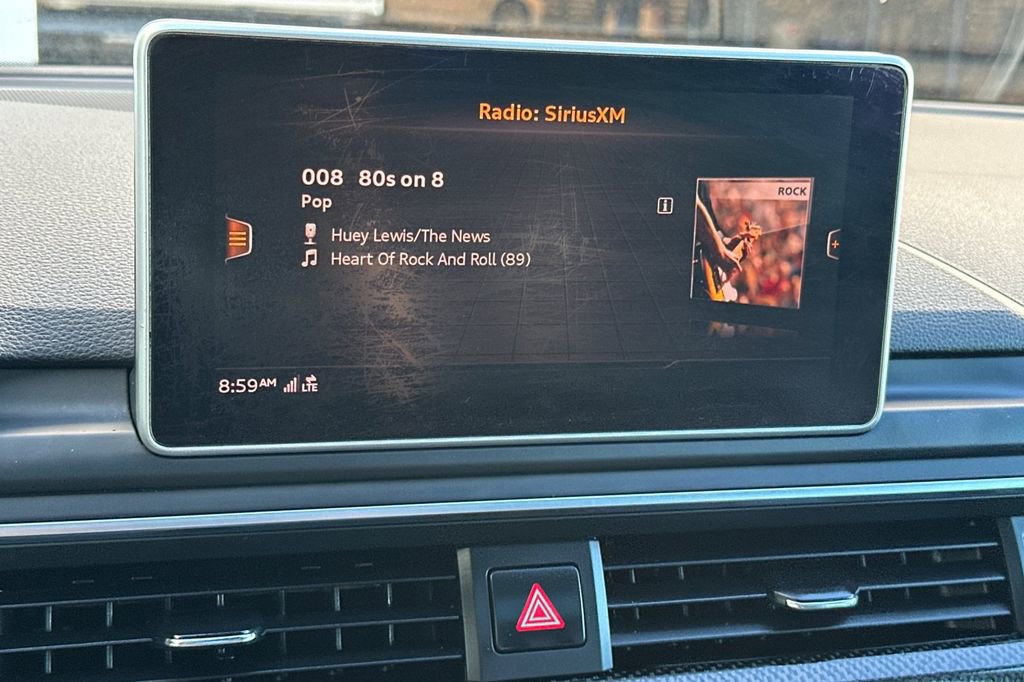 Radio: SiriusXM
008 80s on 8
Pop
ROCK
Huey Lewis/The News
Heart Of Rock And Roll (89)
8:59AM LTE